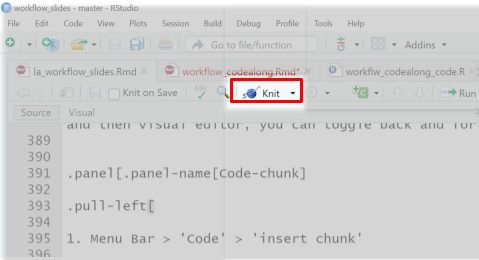 workflow_slides - master - RStudio
File Edit Code View Plots Session Build Debug Profile Tools Help
Go to file/function Addins
la_workflow_slides.Rmd workflow_codealong.Rmd* workflw_codealong_code.R
Knit on Save ABC Knit Run
Source Visual
and then visual editor, you can toggle back and for
389
390
391 .panel[.panel-name[Code-chunk]
392
393 .pull-left[
394
395 1. Menu Bar > 'Code' > 'insert chunk'
396